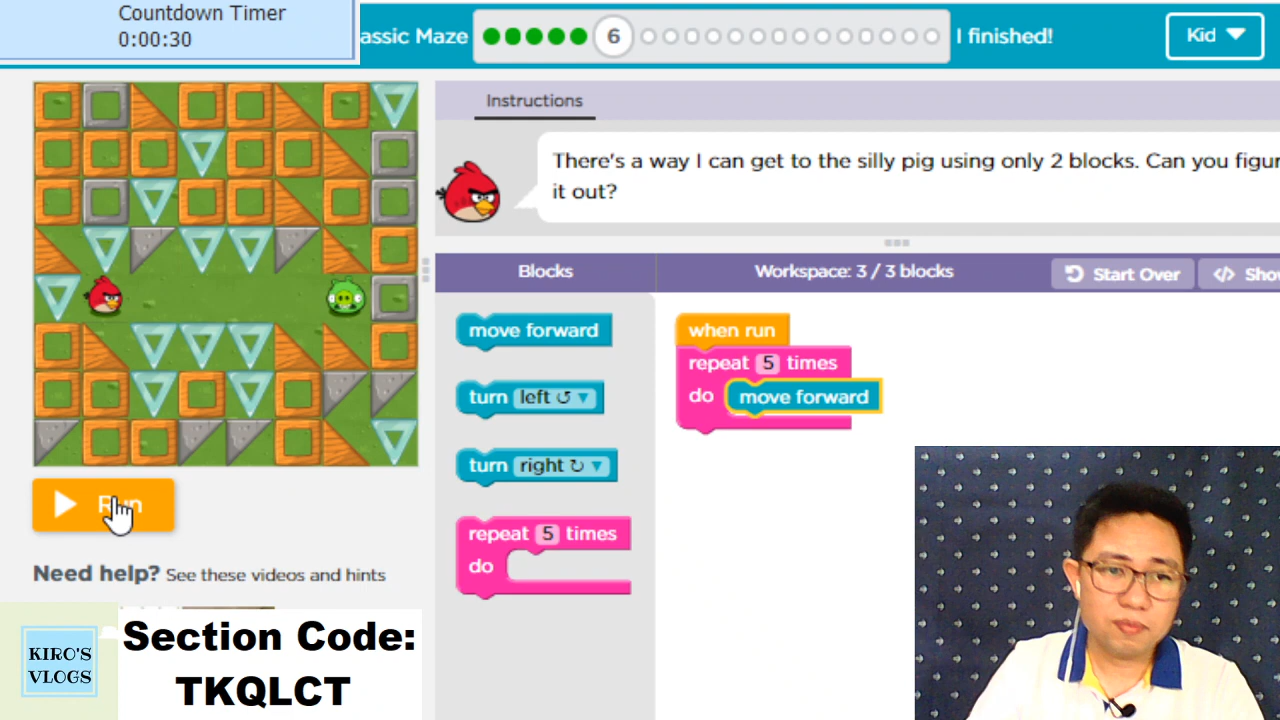 Countdown Timer
0:00:30
assic Maze
6
I finished!
Kid
Instructions
There's a way I can get to the silly pig using only 2 blocks. Can you figur
it out?
Blocks
Workspace: 3 / 3 blocks
Start Over
</> Sho
move forward
turn left
turn right
repeat 5 times
do
when run
repeat 5 times
do move forward
Run
Need help? See these videos and hints
KIRO'S
VLOGS
Section Code:
TKQLCT